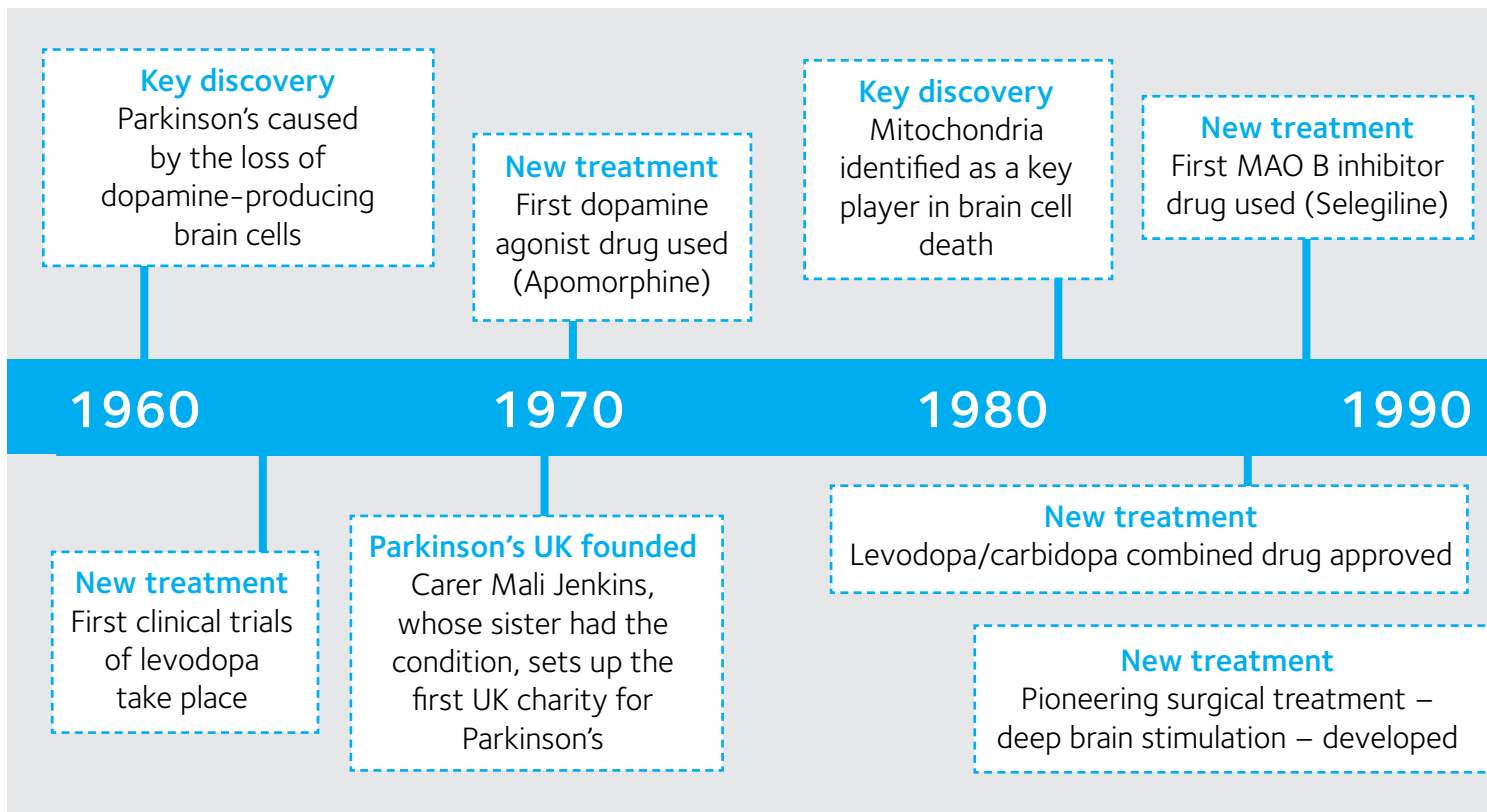 Key discovery
Parkinson’s caused
by the loss of
dopamine-producing
brain cells
New treatment
First dopamine
agonist drug used
(Apomorphine)
Key discovery
Mitochondria
identified as a key
player in brain cell
death
New treatment
First MAO B inhibitor
drug used (Selegiline)
1960
1970
1980
1990
New treatment
First clinical trials
of levodopa
take place
Parkinson’s UK founded
Carer Mali Jenkins,
whose sister had the
condition, sets up the
first UK charity for
Parkinson’s
New treatment
Levodopa/carbidopa combined drug approved
New treatment
Pioneering surgical treatment –
deep brain stimulation – developed